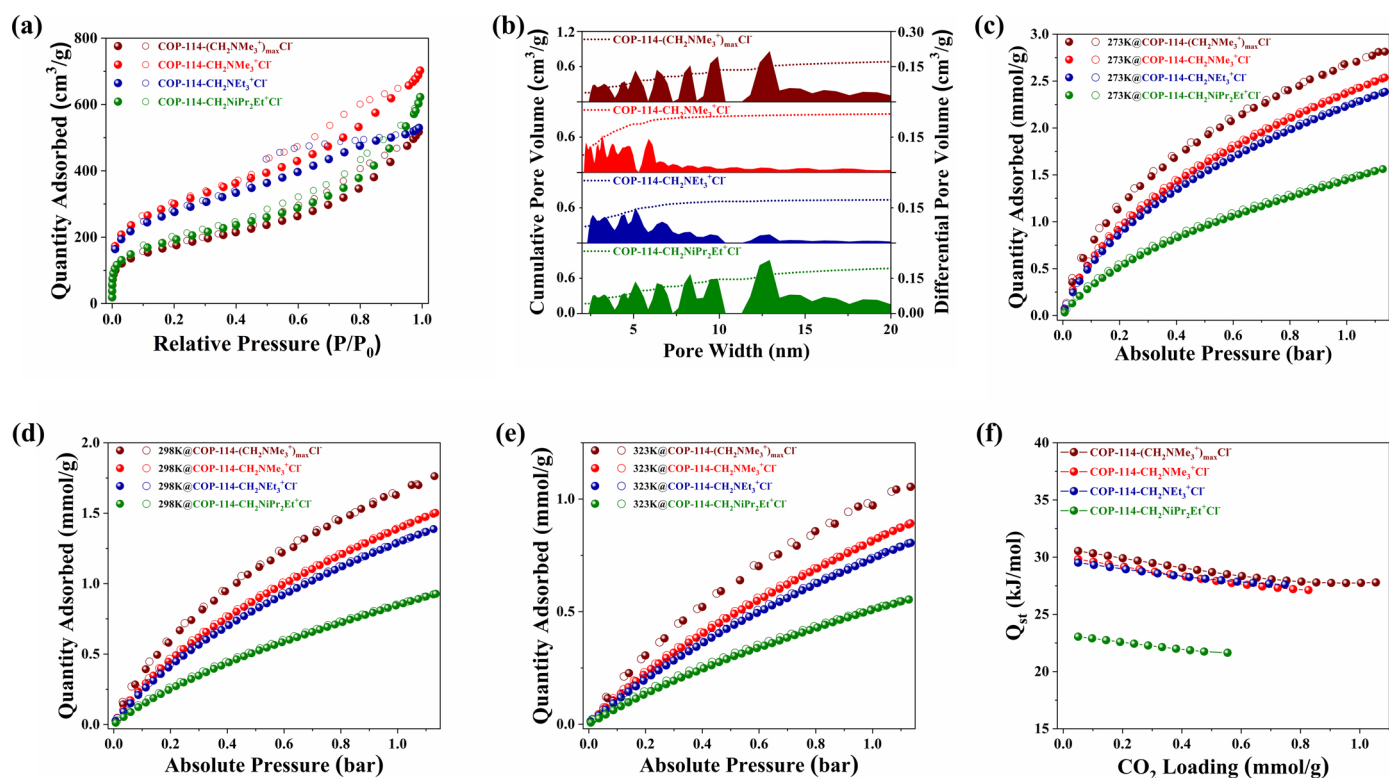 (a)
COP-114-(CH₂NMe₃⁺)maxCl⁻
COP-114-CH₂NMe₃⁺Cl⁻
COP-114-CH₂NEt₃⁺Cl⁻
COP-114-CH₂NiPr₂Et⁺Cl⁻
Quantity Adsorbed (cm³/g)
800
600
400
200
0
0.0 0.2 0.4 0.6 0.8 1.0
Relative Pressure (P/P₀)
(b)
COP-114-(CH₂NMe₃⁺)maxCl⁻
COP-114-CH₂NMe₃⁺Cl⁻
COP-114-CH₂NEt₃⁺Cl⁻
COP-114-CH₂NiPr₂Et⁺Cl⁻
Cumulative Pore Volume (cm³/g)
1.2
0.6
0.6
0.6
0.6
0.0
Differential Pore Volume (cm³/g)
0.30
0.15
0.15
0.15
0.15
0.00
5 10 15 20
Pore Width (nm)
(c)
273K@COP-114-(CH₂NMe₃⁺)maxCl⁻
273K@COP-114-CH₂NMe₃⁺Cl⁻
273K@COP-114-CH₂NEt₃⁺Cl⁻
273K@COP-114-CH₂NiPr₂Et⁺Cl⁻
Quantity Adsorbed (mmol/g)
3.0
2.5
2.0
1.5
1.0
0.5
0.0
0.0 0.2 0.4 0.6 0.8 1.0
Absolute Pressure (bar)
(d)
298K@COP-114-(CH₂NMe₃⁺)maxCl⁻
298K@COP-114-CH₂NMe₃⁺Cl⁻
298K@COP-114-CH₂NEt₃⁺Cl⁻
298K@COP-114-CH₂NiPr₂Et⁺Cl⁻
Quantity Adsorbed (mmol/g)
2.0
1.5
1.0
0.5
0.0
0.0 0.2 0.4 0.6 0.8 1.0
Absolute Pressure (bar)
(e)
323K@COP-114-(CH₂NMe₃⁺)maxCl⁻
323K@COP-114-CH₂NMe₃⁺Cl⁻
323K@COP-114-CH₂NEt₃⁺Cl⁻
323K@COP-114-CH₂NiPr₂Et⁺Cl⁻
Quantity Adsorbed (mmol/g)
1.0
0.5
0.0
0.0 0.2 0.4 0.6 0.8 1.0
Absolute Pressure (bar)
(f)
COP-114-(CH₂NMe₃⁺)maxCl⁻
COP-114-CH₂NMe₃⁺Cl⁻
COP-114-CH₂NEt₃⁺Cl⁻
COP-114-CH₂NiPr₂Et⁺Cl⁻
Qst (kJ/mol)
40
35
30
25
20
15
0.0 0.2 0.4 0.6 0.8 1.0
CO₂ Loading (mmol/g)